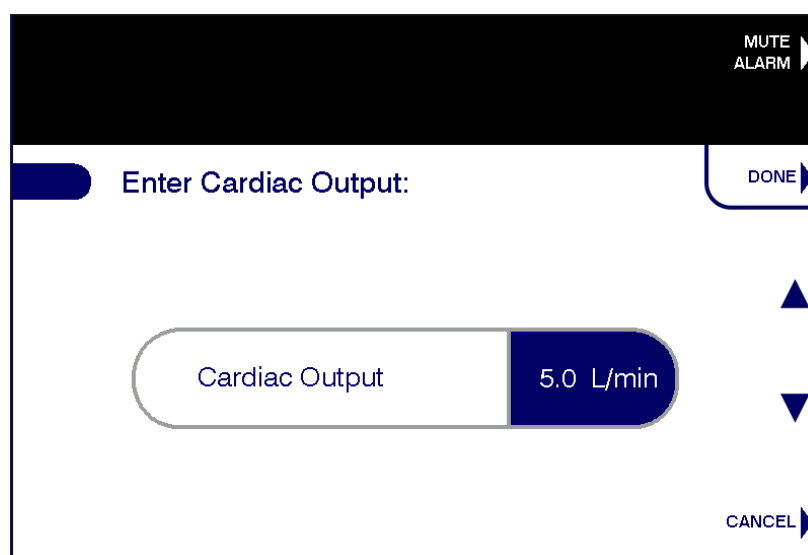 MUTE
ALARM
Enter Cardiac Output:
DONE
Cardiac Output
5.0 L/min
CANCEL